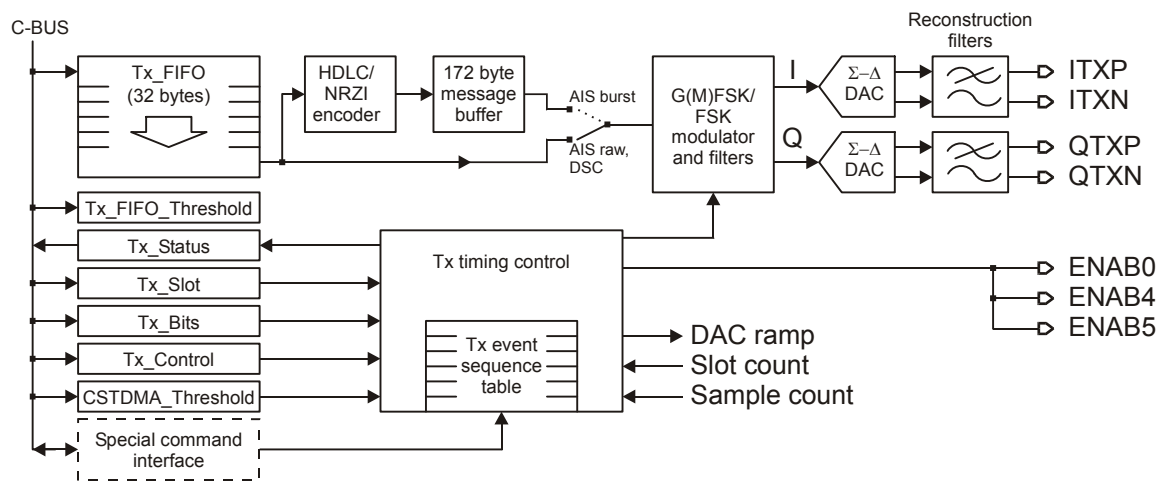 C-BUS
Tx_FIFO
(32 bytes)
HDLC/
NRZI
encoder
172 byte
message
buffer
AIS burst
AIS raw,
DSC
G(M)FSK/
FSK
modulator
and filters
I
Q
Σ-Δ
DAC
Σ-Δ
DAC
Reconstruction
filters
ITXP
ITXN
QTXP
QTXN
Tx_FIFO_Threshold
Tx_Status
Tx_Slot
Tx_Bits
Tx_Control
CSTDMA_Threshold
Special command
interface
Tx timing control
Tx event
sequence
table
ENAB0
ENAB4
ENAB5
DAC ramp
Slot count
Sample count